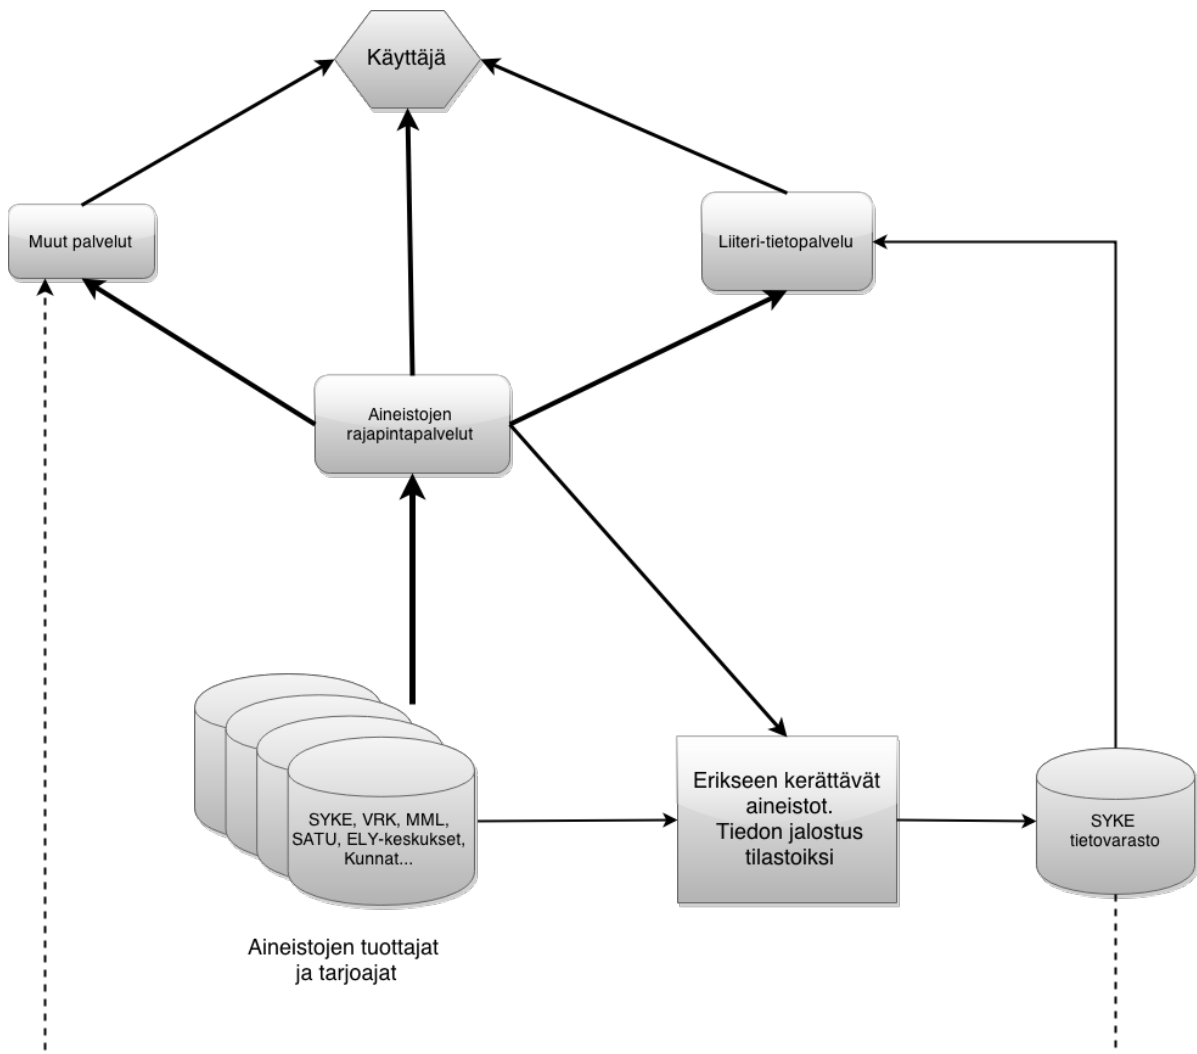 Käyttäjä
Muut palvelut
Liiteri-tietopalvelu
Aineistojen
rajapintapalvelut
SYKE, VRK, MML,
SATU, ELY-keskukset,
Kunnat...
Erikseen kerättävät
aineistot.
Tiedon jalostus
tilastoiksi
SYKE
tietovarasto
Aineistojen tuottajat
ja tarjoajat